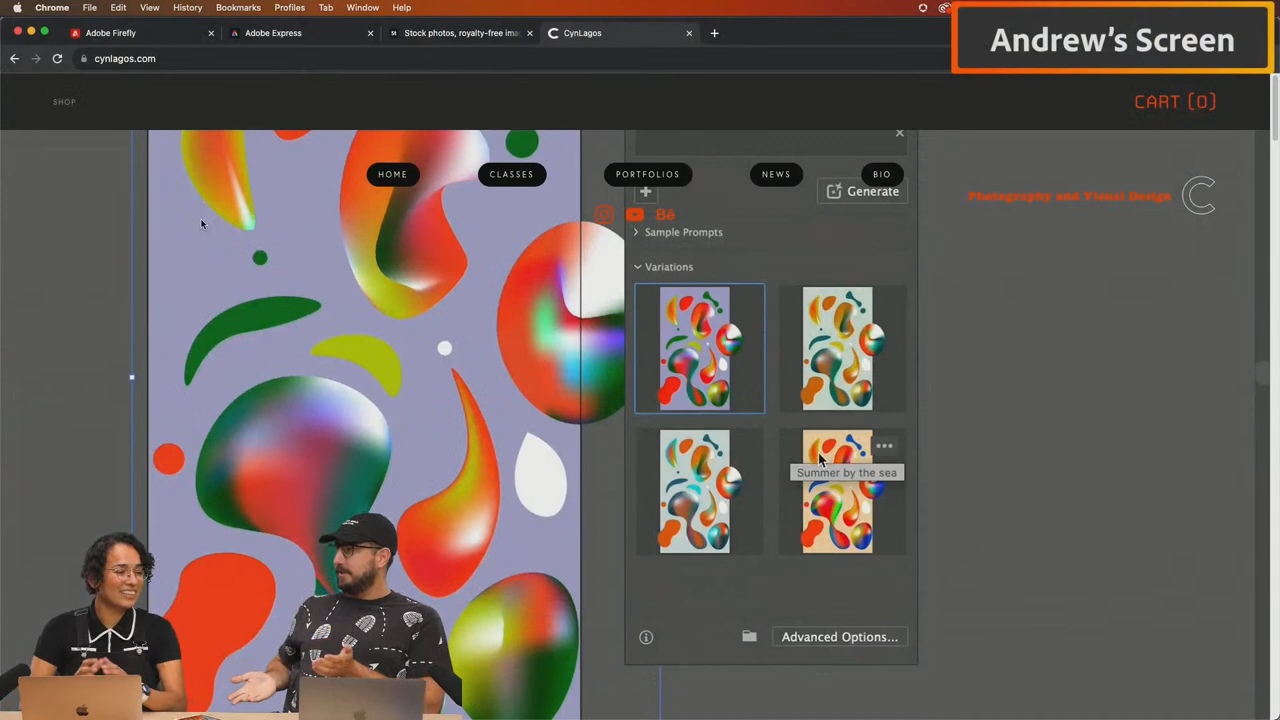 Chrome File Edit View History Bookmarks Profiles Tab Window Help
Andrew's Screen
Adobe Firefly
Adobe Express
St Stock photos, royalty-free ima
CynLagos
cynlagos.com
SHOP
CART (0)
HOME
CLASSES
PORTFOLIOS
NEWS
BIO
Generate
Photography and Visual Design
Bē
Sample Prompts
Variations
Summer by the sea
Advanced Options...